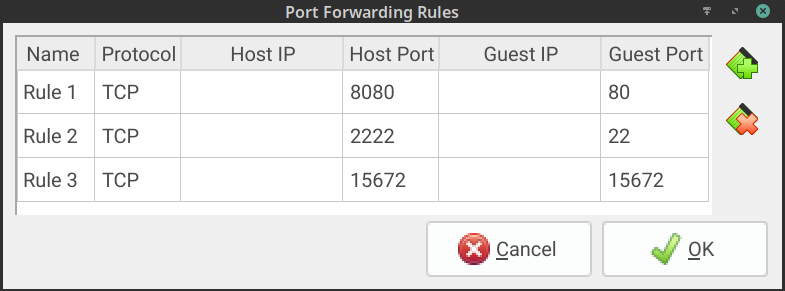 Port Forwarding Rules
Name Protocol Host IP Host Port Guest IP Guest Port
Rule 1 TCP 8080 80
Rule 2 TCP 2222 22
Rule 3 TCP 15672 15672
Cancel OK